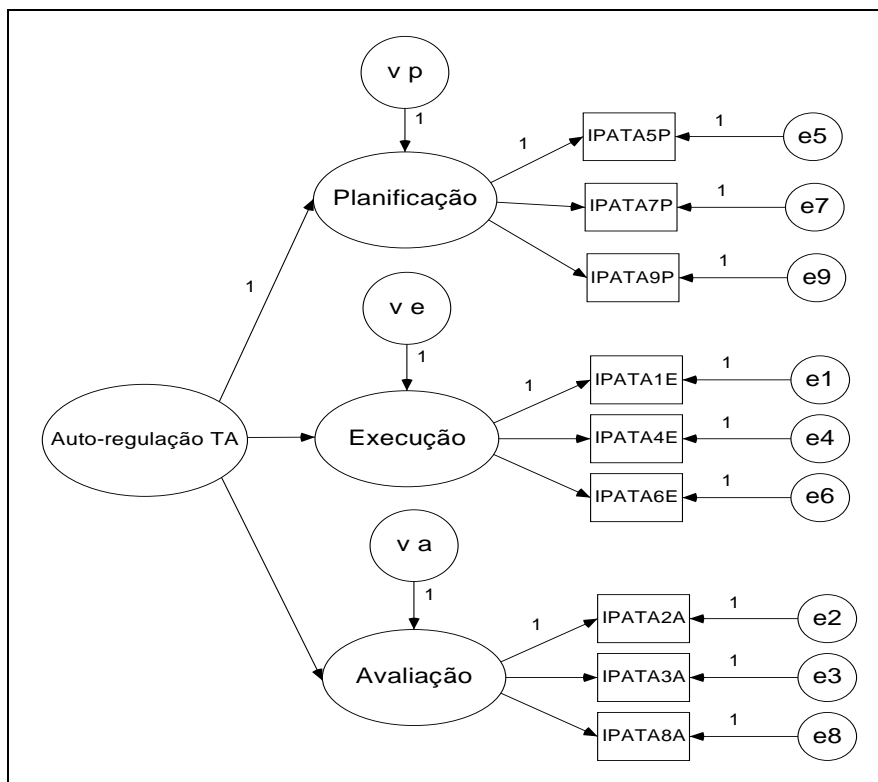 v p
1
1
IPATA5P
1
e5
Planificação
IPATA7P
1
e7
IPATA9P
1
e9
1
v e
1
1
IPATA1E
1
e1
Auto-regulação TA
Execução
IPATA4E
1
e4
IPATA6E
1
e6
v a
1
1
IPATA2A
1
e2
Avaliação
IPATA3A
1
e3
IPATA8A
1
e8